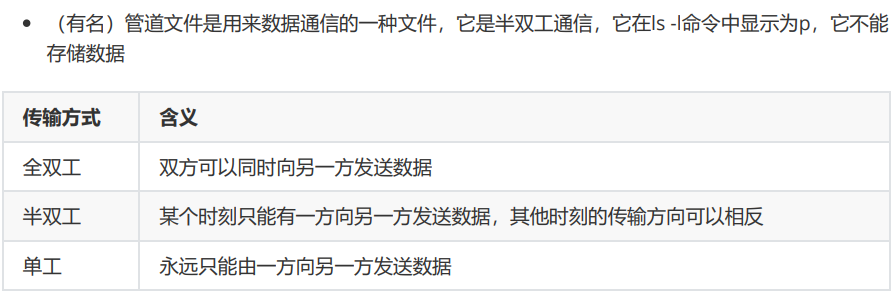 （有名）管道文件是用来数据通信的一种文件，它是半双工通信，它在ls -l命令中显示为p，它不能
存储数据
传输方式 含义
全双工 双方可以同时向另一方发送数据
半双工 某个时刻只能有一方向另一方发送数据，其他时刻的传输方向可以相反
单工 永远只能由一方向另一方发送数据